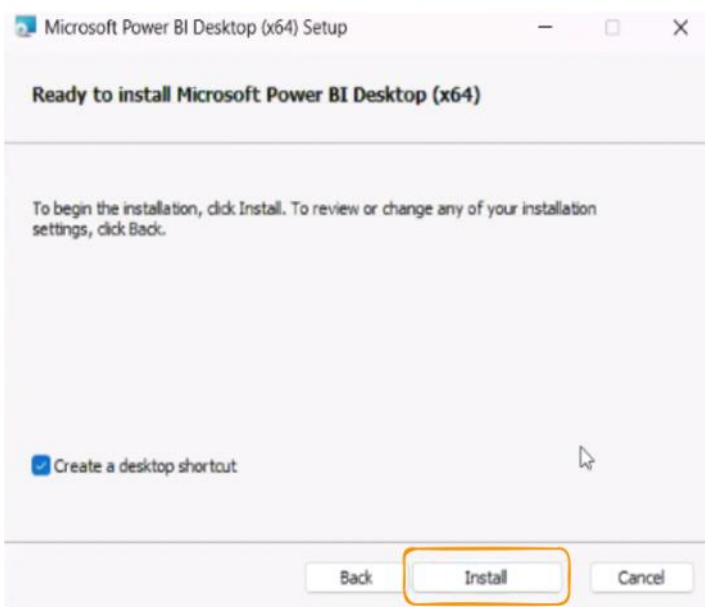 Microsoft Power BI Desktop (x64) Setup
Ready to install Microsoft Power BI Desktop (x64)
To begin the installation, click Install. To review or change any of your installation
settings, click Back.
Create a desktop shortcut
Back Install Cancel